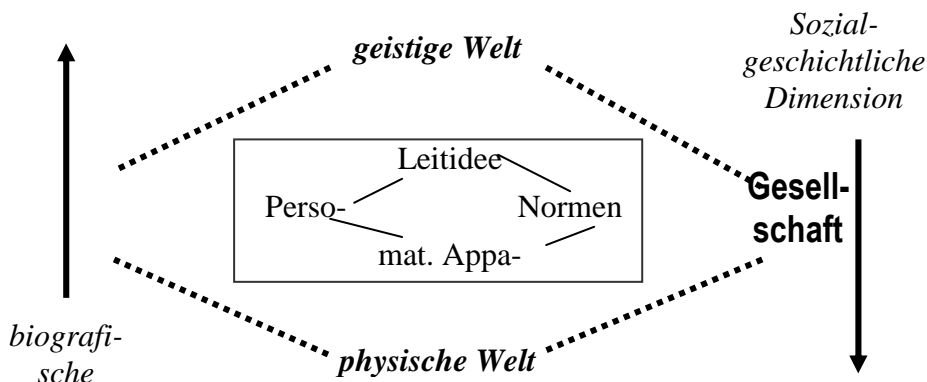 Sozial-
geschichtliche
Dimension
geistige Welt
Leitidee
Perso-
Normen
mat. Appa-
Gesell-
schaft
biografi-
sche
physische Welt